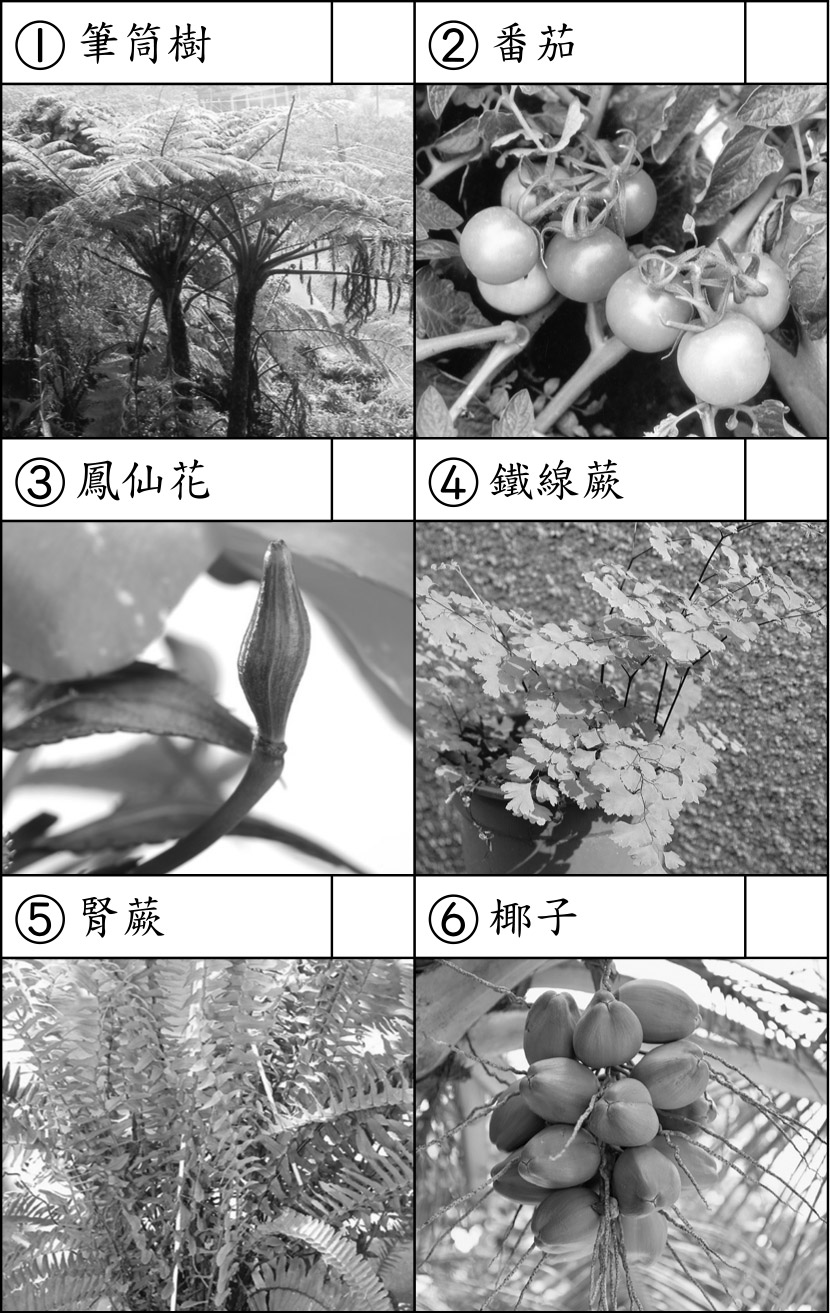 ① 筆筒樹
② 番茄
③ 鳳仙花
④ 鐵線蕨
⑤ 腎蕨
⑥ 椰子